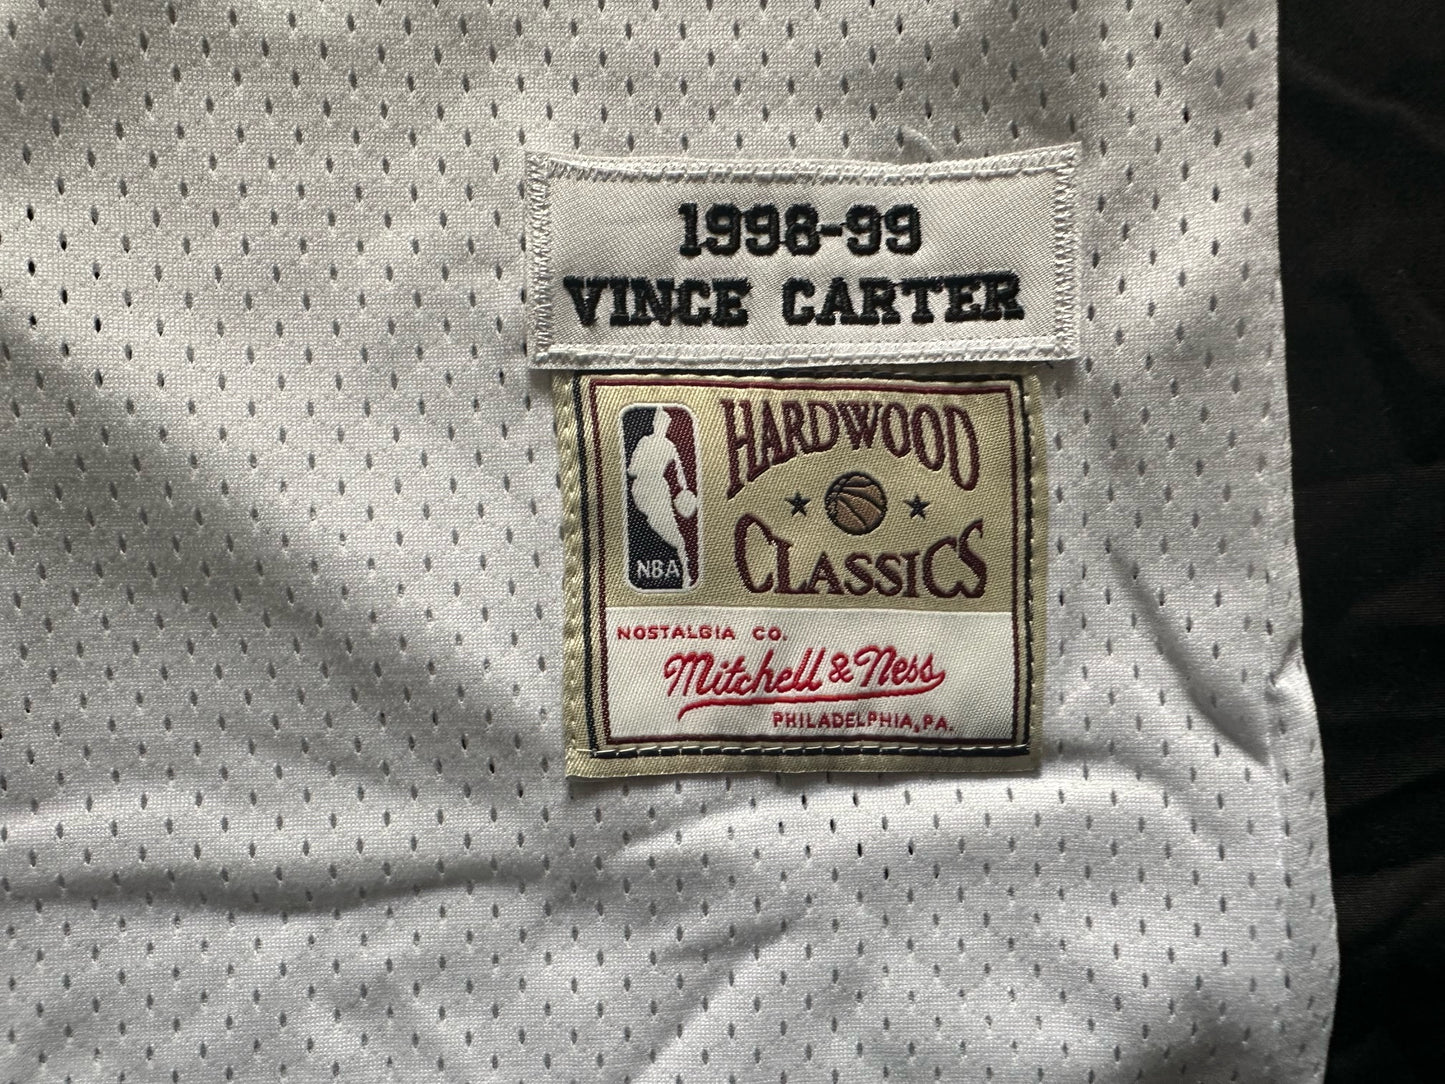 1998-99
VINCE CARTER
HARDWOOD
CLASSICS
NBA
NOSTALGIA CO.
Mitchell & Ness
PHILADELPHIA, PA.